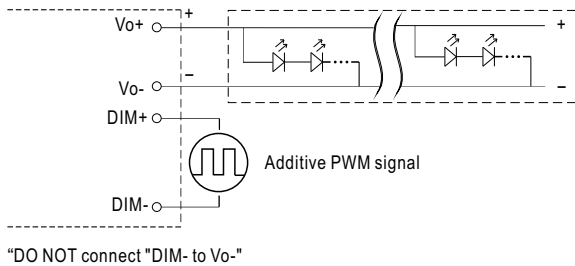 Vo+
+
+
Vo-
–
–
DIM+
Additive PWM signal
DIM-
“DO NOT connect "DIM- to Vo-"